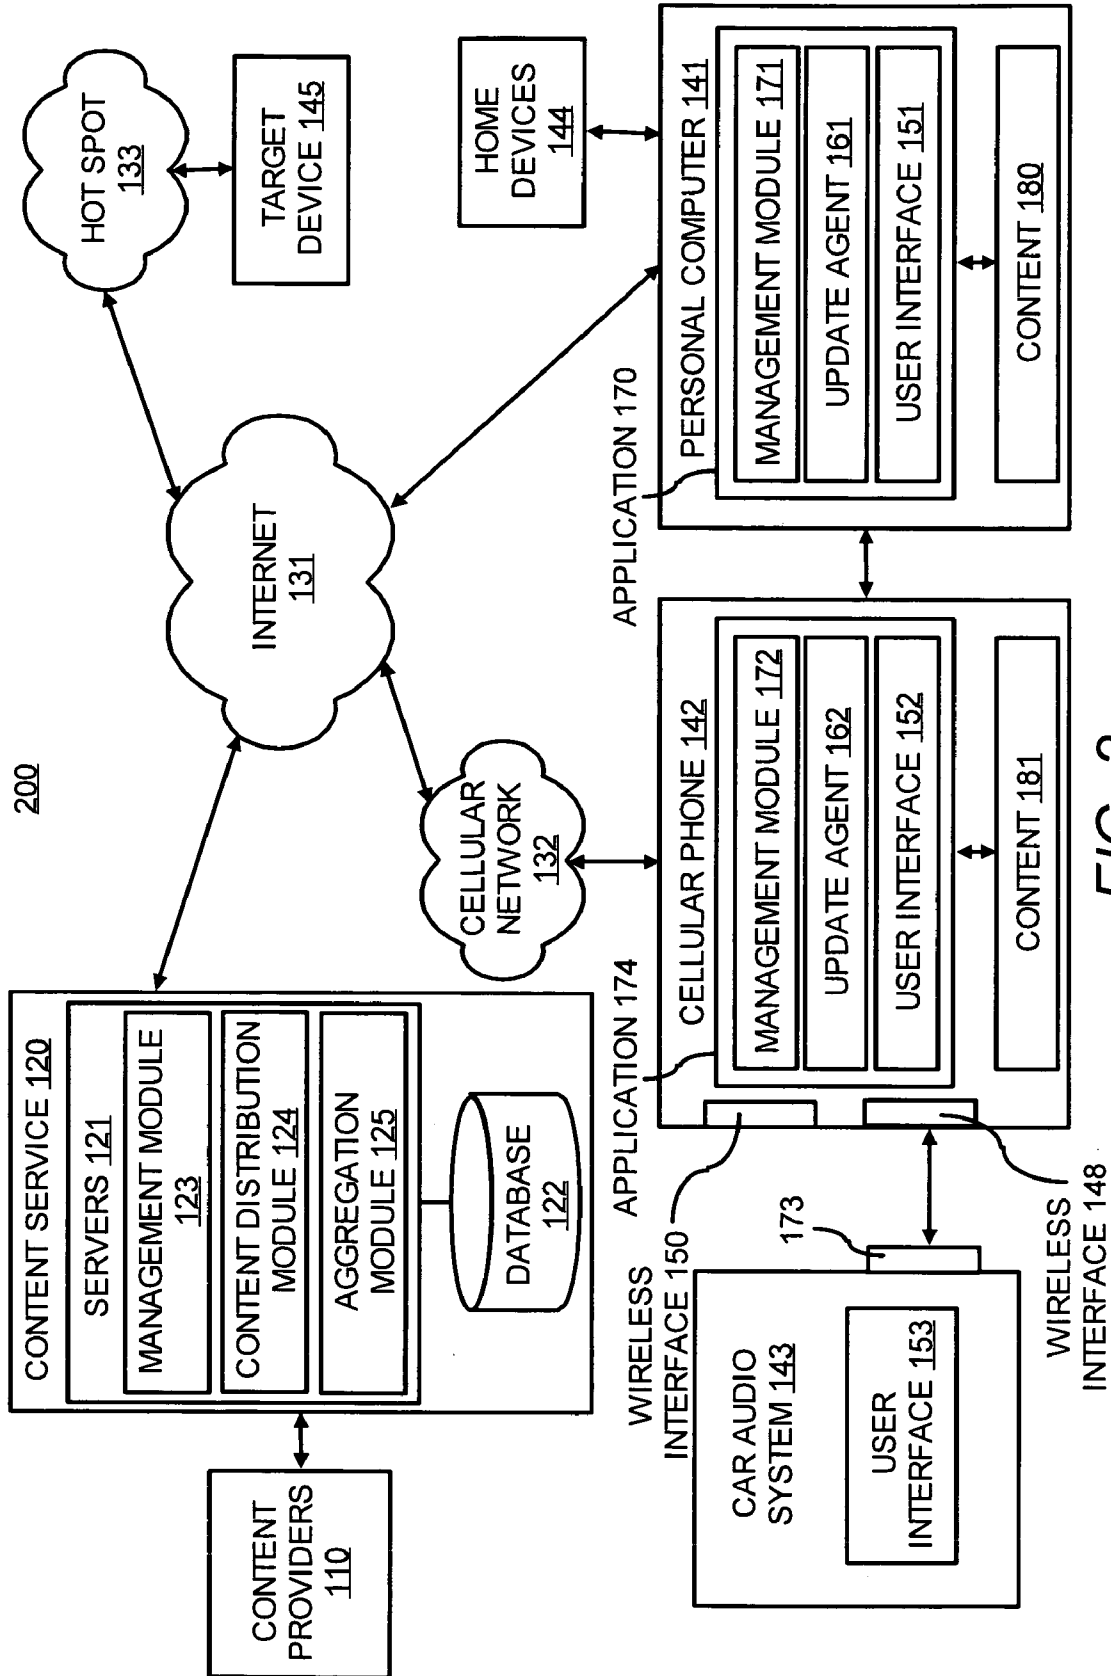 200
CONTENT
PROVIDERS
110
CONTENT SERVICE 120
SERVERS 121
MANAGEMENT MODULE
123
CONTENT DISTRIBUTION
MODULE 124
AGGREGATION
MODULE 125
DATABASE
122
INTERNET
131
HOT SPOT
133
TARGET
DEVICE 145
CELLULAR
NETWORK
132
HOME
DEVICES
144
CAR AUDIO
SYSTEM 143
USER
INTERFACE 153
173
WIRELESS
INTERFACE 150
WIRELESS
INTERFACE 148
APPLICATION 174
CELLULAR PHONE 142
MANAGEMENT MODULE 172
UPDATE AGENT 162
USER INTERFACE 152
CONTENT 181
APPLICATION 170
PERSONAL COMPUTER 141
MANAGEMENT MODULE 171
UPDATE AGENT 161
USER INTERFACE 151
CONTENT 180
FIG.